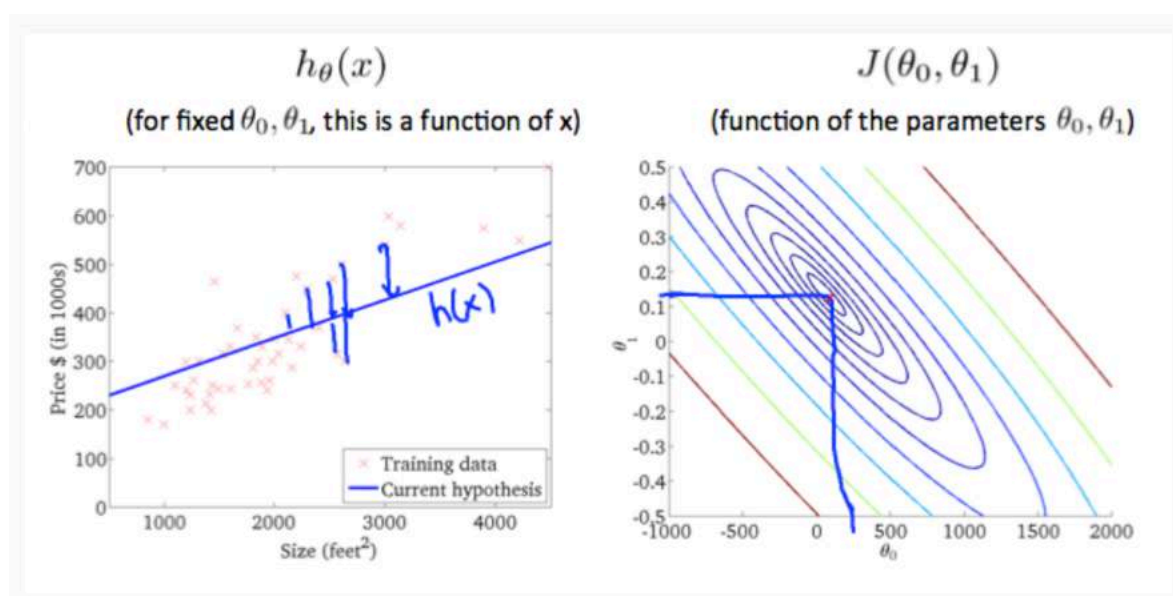 h_θ(x)
(for fixed θ₀, θ₁, this is a function of x)
700
600
500
400
300
200
100
0
Price $ (in 1000s)
1000 2000 3000 4000
Size (feet²)
h(x)
Training data
Current hypothesis
J(θ₀, θ₁)
(function of the parameters θ₀, θ₁)
0.5
0.4
0.3
0.2
0.1
0
-0.1
-0.2
-0.3
-0.4
-0.5
θ₁
-1000 -500 0 500 1000 1500 2000
θ₀